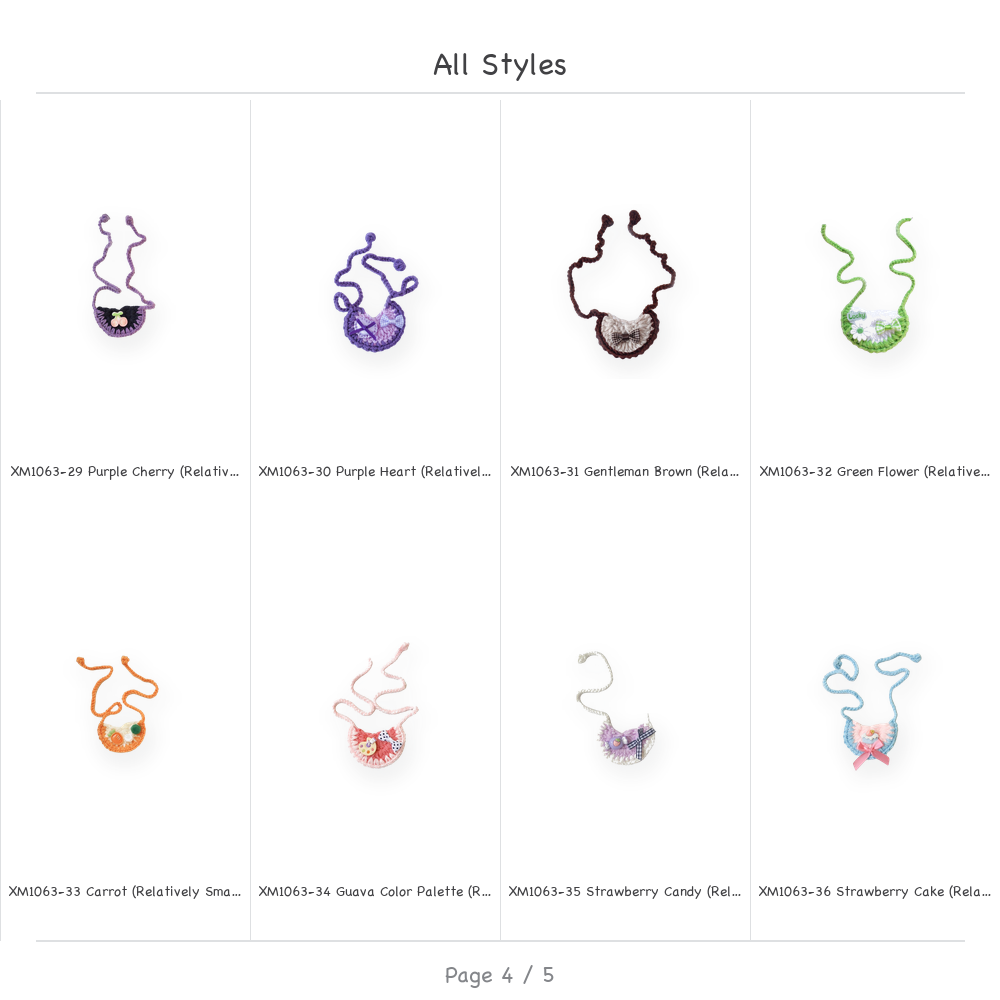 All Styles
XM1063-29 Purple Cherry (Relativ...
XM1063-30 Purple Heart (Relativel...
XM1063-31 Gentleman Brown (Rela...
XM1063-32 Green Flower (Relative...
XM1063-33 Carrot (Relatively Sma...
XM1063-34 Guava Color Palette (R...
XM1063-35 Strawberry Candy (Rel...
XM1063-36 Strawberry Cake (Rela...
Page 4 / 5